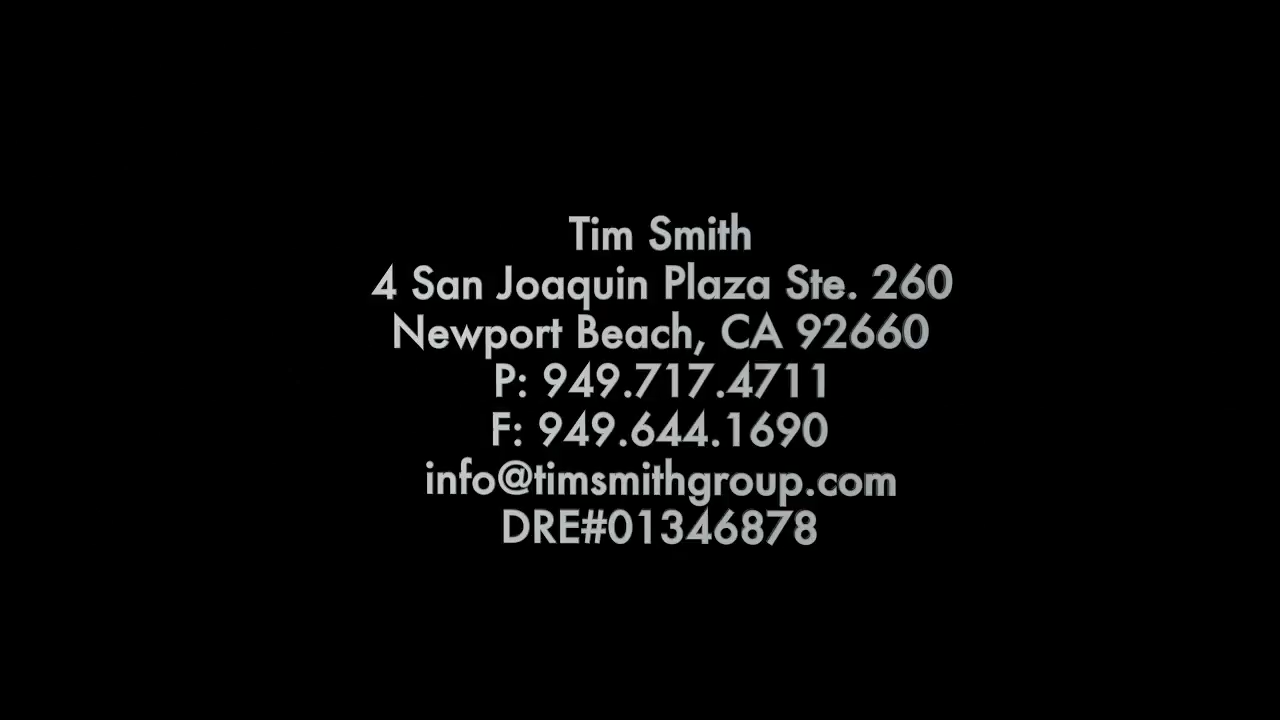 Tim Smith
4 San Joaquin Plaza Ste. 260
Newport Beach, CA 92660
P: 949.717.4711
F: 949.644.1690
info@timsmithgroup.com
DRE#01346878